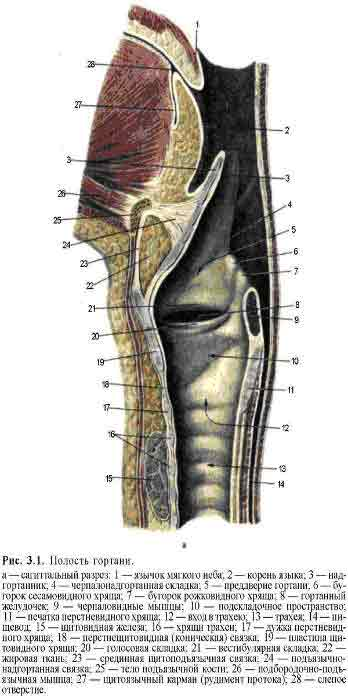 1
28
27
2
3
3
26
4
25
5
24
6
23
7
22
21
8
9
20
19
10
18
11
17
12
16
13
15
14
а
Рис. 3.1. Полость гортани.
а — сагиттальный разрез: 1 — язычок мягкого неба; 2 — корень языка; 3 — над-
гортанник; 4 — черпалонадгортанная складка; 5 — преддверие гортани; 6 — бу-
горок сесамовидного хряща; 7 — бугорок рожковидного хряща; 8 — гортанный
желудочек; 9 — черпаловидные мышцы; 10 — подскладочное пространство;
11 — печатка перстневидного хряща; 12 — вход в трахею; 13 — трахея; 14 — пи-
щевод; 15 — щитовидная железа; 16 — хрящи трахеи; 17 — дужка перстневид-
ного хряща; 18 — перстнещитовидная (коническая) связка; 19 — пластина щи-
товидного хряща; 20 — голосовая складка; 21 — вестибулярная складка; 22 —
жировая ткань; 23 — срединная щитоподъязычная связка; 24 — подъязычно-
надгортанная связка; 25 — тело подъязычной кости; 26 — подбородочно-подъ-
язычная мышца; 27 — щитоязычный карман (рудимент протока); 28 — слепое
отверстие.